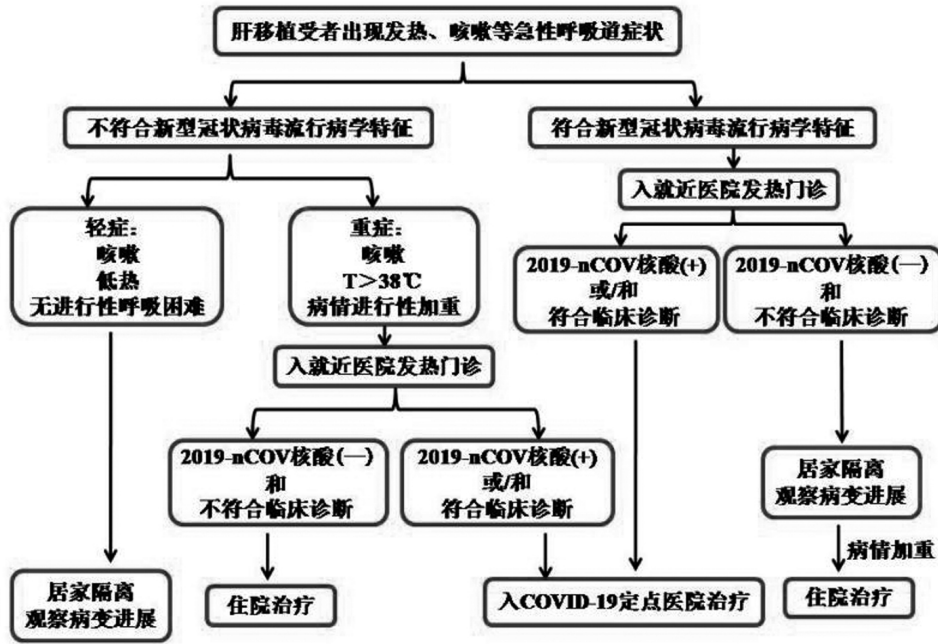 肝移植受者出现发热、咳嗽等急性呼吸道症状
不符合新型冠状病毒流行病学特征
符合新型冠状病毒流行病学特征
入就近医院发热门诊
轻症：
咳嗽
低热
无进行性呼吸困难
重症：
咳嗽
T＞38℃
病情进行性加重
2019-nCOV核酸(+)
或/和
符合临床诊断
2019-nCOV核酸(—)
和
不符合临床诊断
入就近医院发热门诊
2019-nCOV核酸(—)
和
不符合临床诊断
2019-nCOV核酸(+)
或/和
符合临床诊断
居家隔离
观察病变进展
病情加重
居家隔离
观察病变进展
住院治疗
入COVID-19定点医院治疗
住院治疗